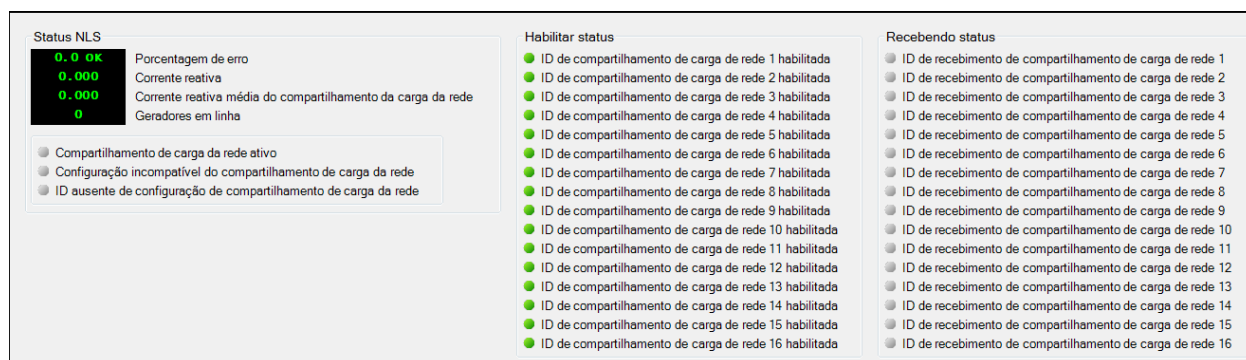 Status NLS
0.0 OK Porcentagem de erro
0.000 Corrente reativa
0.000 Corrente reativa média do compartilhamento da carga da rede
0 Geradores em linha
Compartilhamento de carga da rede ativo
Configuração incompatível do compartilhamento de carga da rede
ID ausente de configuração de compartilhamento de carga da rede
Habilitar status
ID de compartilhamento de carga de rede 1 habilitada
ID de compartilhamento de carga de rede 2 habilitada
ID de compartilhamento de carga de rede 3 habilitada
ID de compartilhamento de carga de rede 4 habilitada
ID de compartilhamento de carga de rede 5 habilitada
ID de compartilhamento de carga de rede 6 habilitada
ID de compartilhamento de carga de rede 7 habilitada
ID de compartilhamento de carga de rede 8 habilitada
ID de compartilhamento de carga de rede 9 habilitada
ID de compartilhamento de carga de rede 10 habilitada
ID de compartilhamento de carga de rede 11 habilitada
ID de compartilhamento de carga de rede 12 habilitada
ID de compartilhamento de carga de rede 13 habilitada
ID de compartilhamento de carga de rede 14 habilitada
ID de compartilhamento de carga de rede 15 habilitada
ID de compartilhamento de carga de rede 16 habilitada
Recebendo status
ID de recebimento de compartilhamento de carga de rede 1
ID de recebimento de compartilhamento de carga de rede 2
ID de recebimento de compartilhamento de carga de rede 3
ID de recebimento de compartilhamento de carga de rede 4
ID de recebimento de compartilhamento de carga de rede 5
ID de recebimento de compartilhamento de carga de rede 6
ID de recebimento de compartilhamento de carga de rede 7
ID de recebimento de compartilhamento de carga de rede 8
ID de recebimento de compartilhamento de carga de rede 9
ID de recebimento de compartilhamento de carga de rede 10
ID de recebimento de compartilhamento de carga de rede 11
ID de recebimento de compartilhamento de carga de rede 12
ID de recebimento de compartilhamento de carga de rede 13
ID de recebimento de compartilhamento de carga de rede 14
ID de recebimento de compartilhamento de carga de rede 15
ID de recebimento de compartilhamento de carga de rede 16